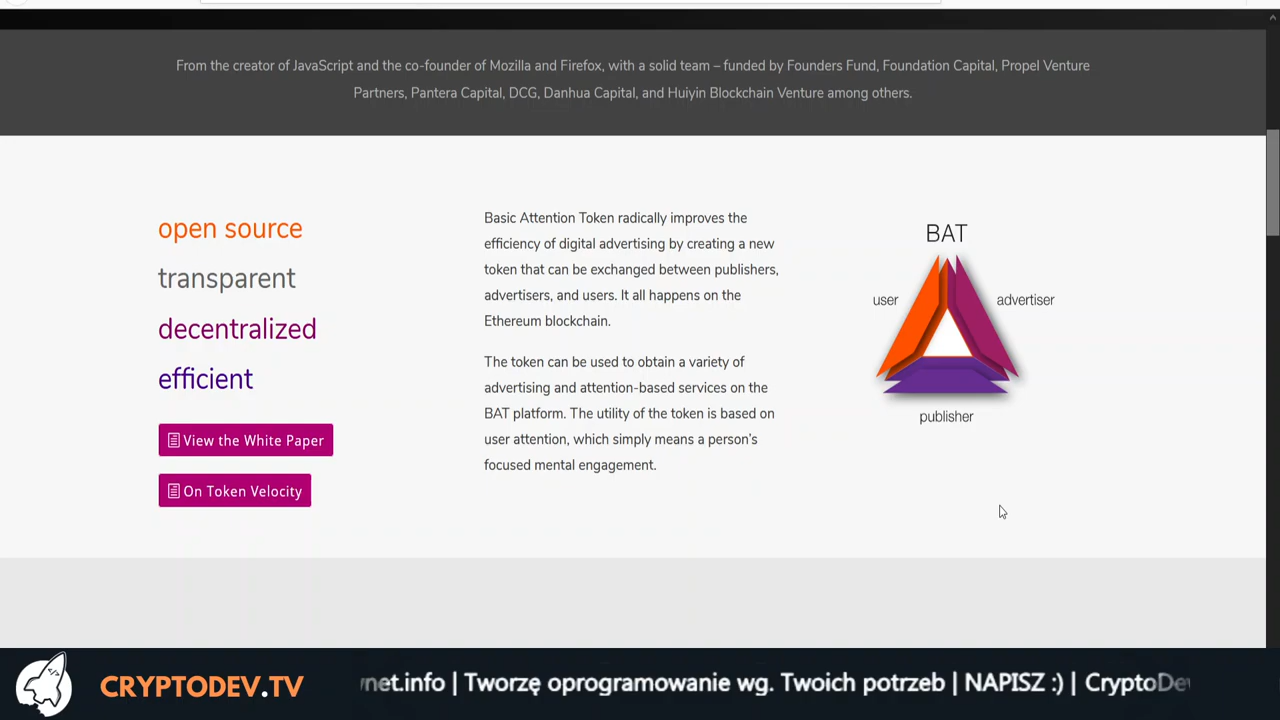 From the creator of JavaScript and the co-founder of Mozilla and Firefox, with a solid team – funded by Founders Fund, Foundation Capital, Propel Venture
Partners, Pantera Capital, DCG, Danhua Capital, and Huiyin Blockchain Venture among others.
open source
transparent
decentralized
efficient
View the White Paper
On Token Velocity
Basic Attention Token radically improves the
efficiency of digital advertising by creating a new
token that can be exchanged between publishers,
advertisers, and users. It all happens on the
Ethereum blockchain.
The token can be used to obtain a variety of
advertising and attention-based services on the
BAT platform. The utility of the token is based on
user attention, which simply means a person’s
focused mental engagement.
BAT
user
advertiser
publisher
CRYPTODEV.TV
net.info | Tworzę oprogramowanie wg. Twoich potrzeb | NAPISZ :) | CryptoDev